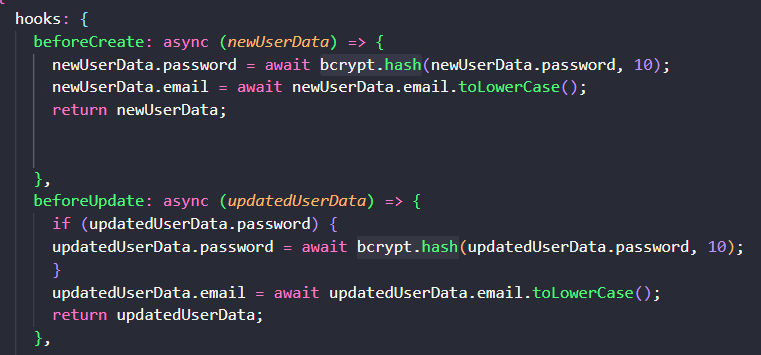 hooks: {
beforeCreate: async (newUserData) => {
newUserData.password = await bcrypt.hash(newUserData.password, 10);
newUserData.email = await newUserData.email.toLowerCase();
return newUserData;
},
beforeUpdate: async (updatedUserData) => {
if (updatedUserData.password) {
updatedUserData.password = await bcrypt.hash(updatedUserData.password, 10);
}
updatedUserData.email = await updatedUserData.email.toLowerCase();
return updatedUserData;
},